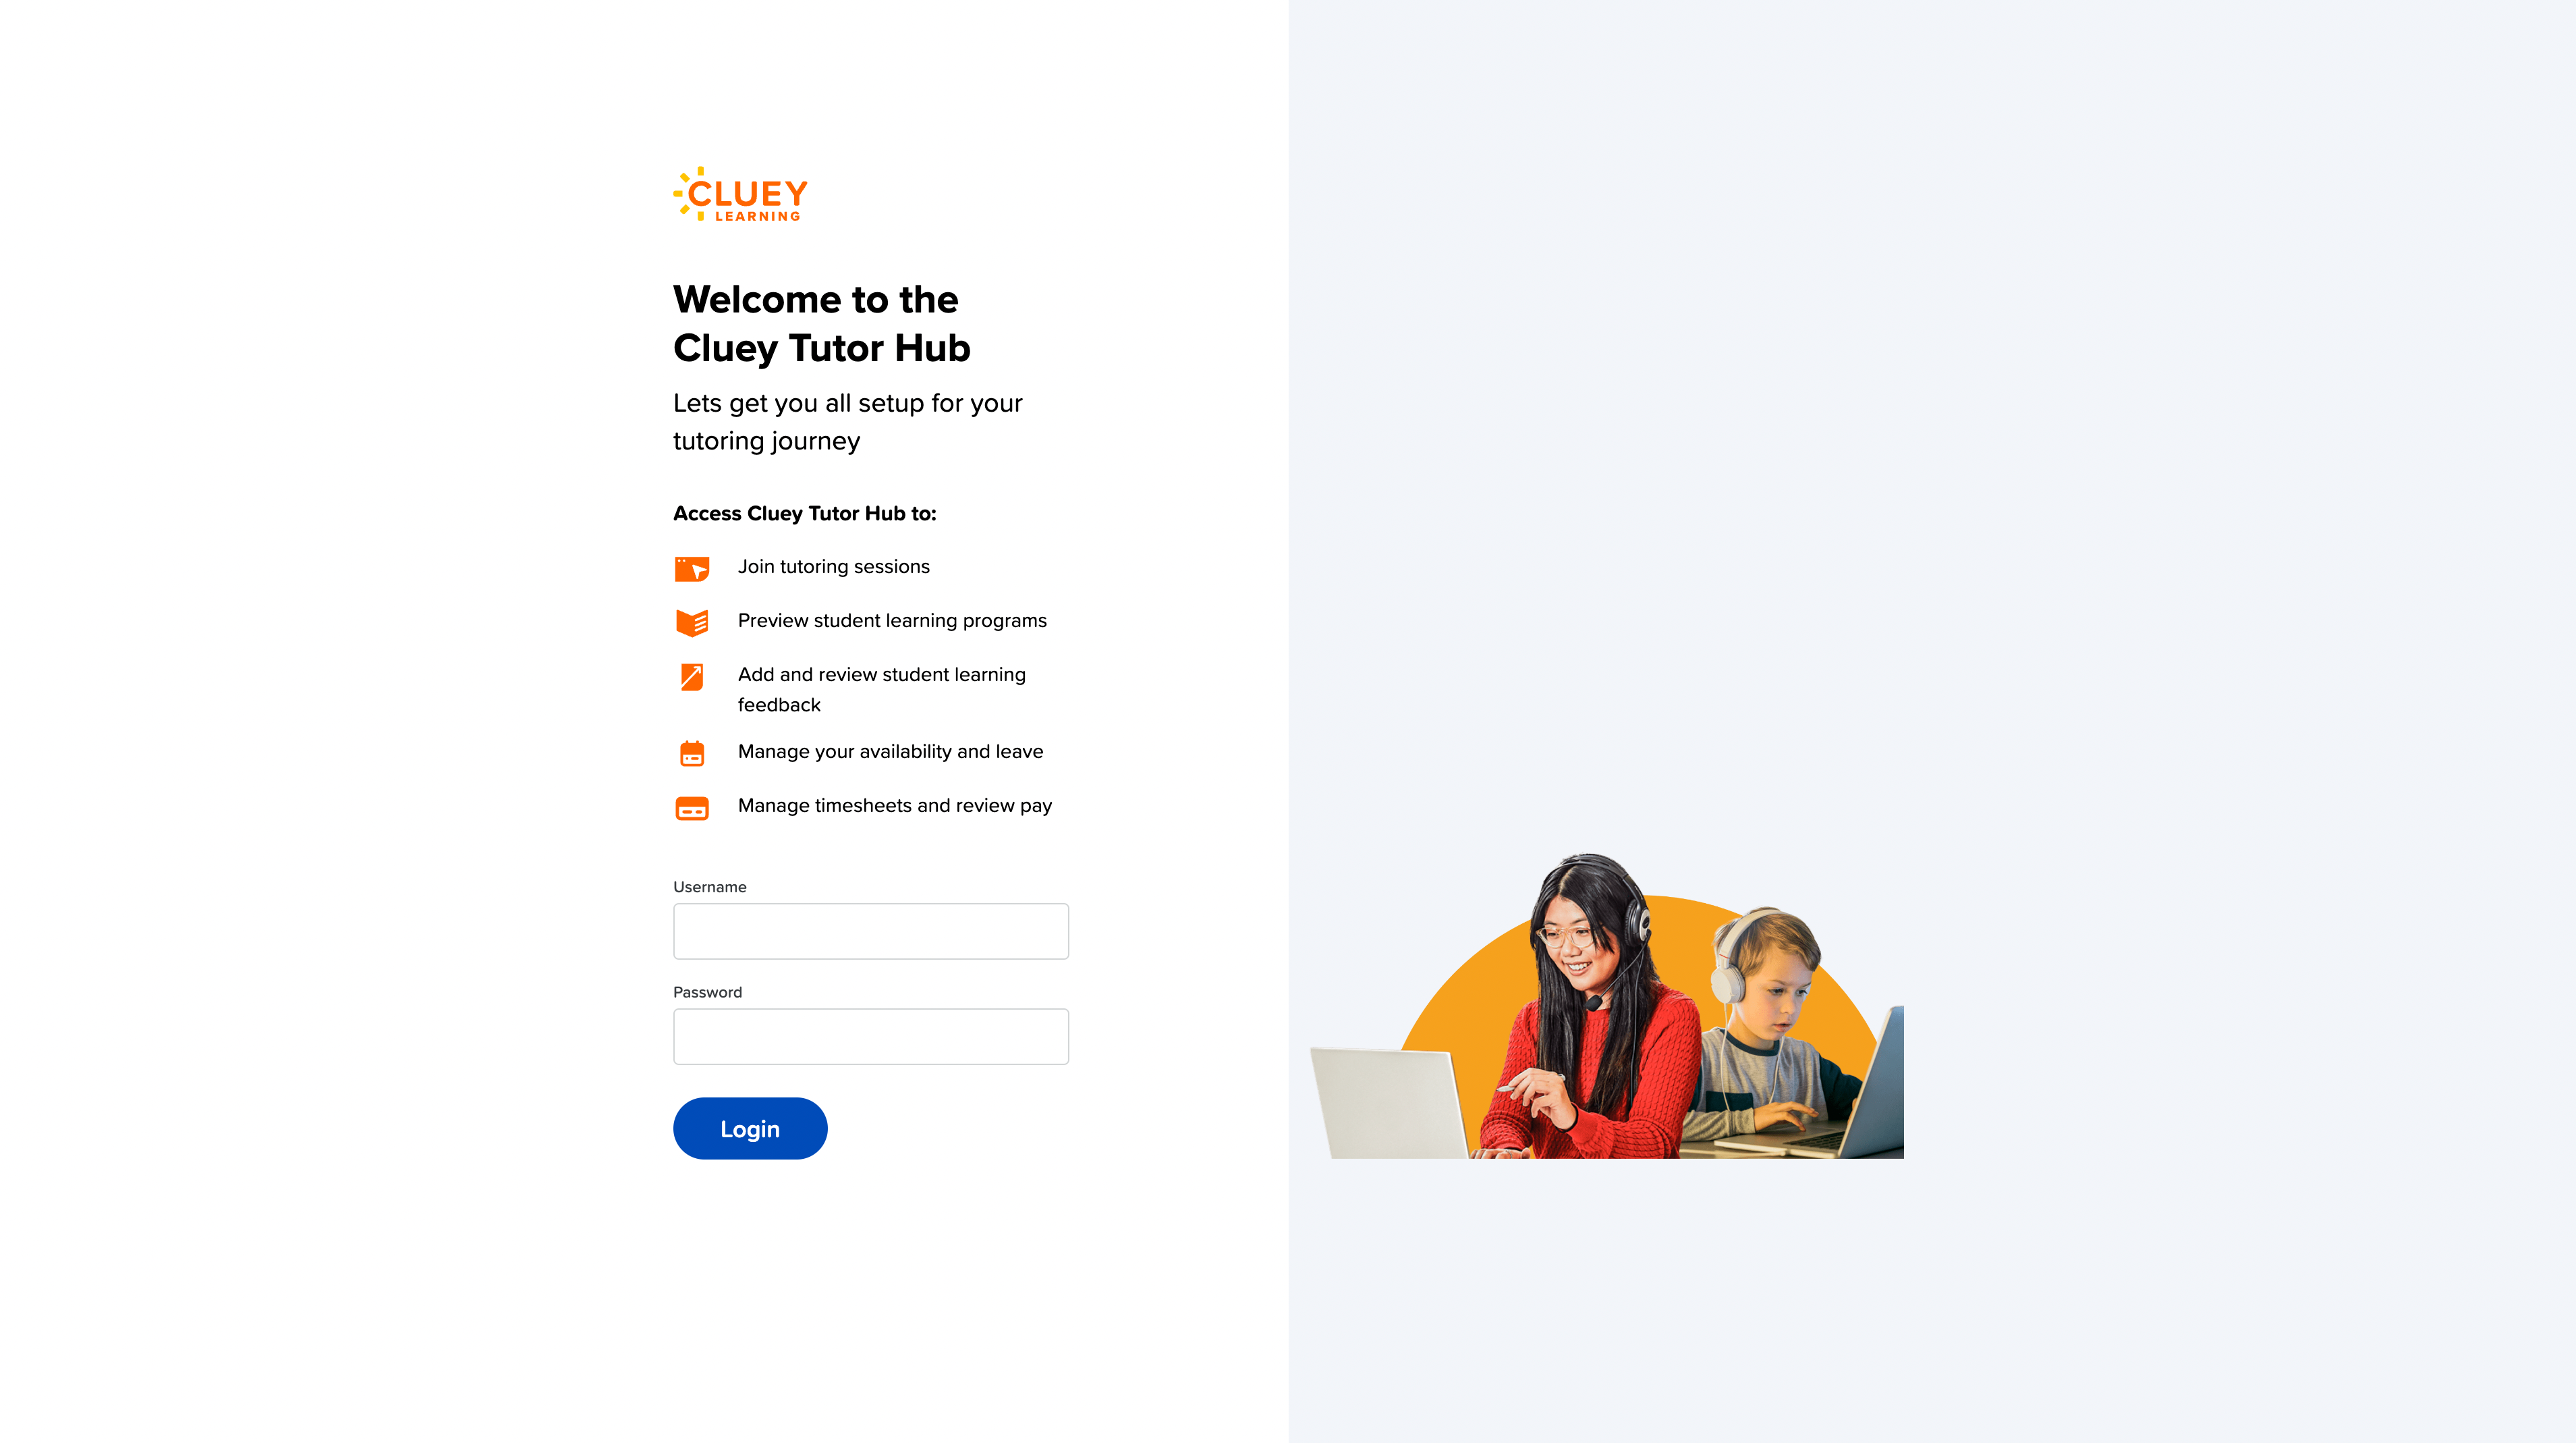 CLUEY
LEARNING
Welcome to the
Cluey Tutor Hub
Lets get you all setup for your
tutoring journey
Access Cluey Tutor Hub to:
Join tutoring sessions
Preview student learning programs
Add and review student learning
feedback
Manage your availability and leave
Manage timesheets and review pay
Username
Password
Login